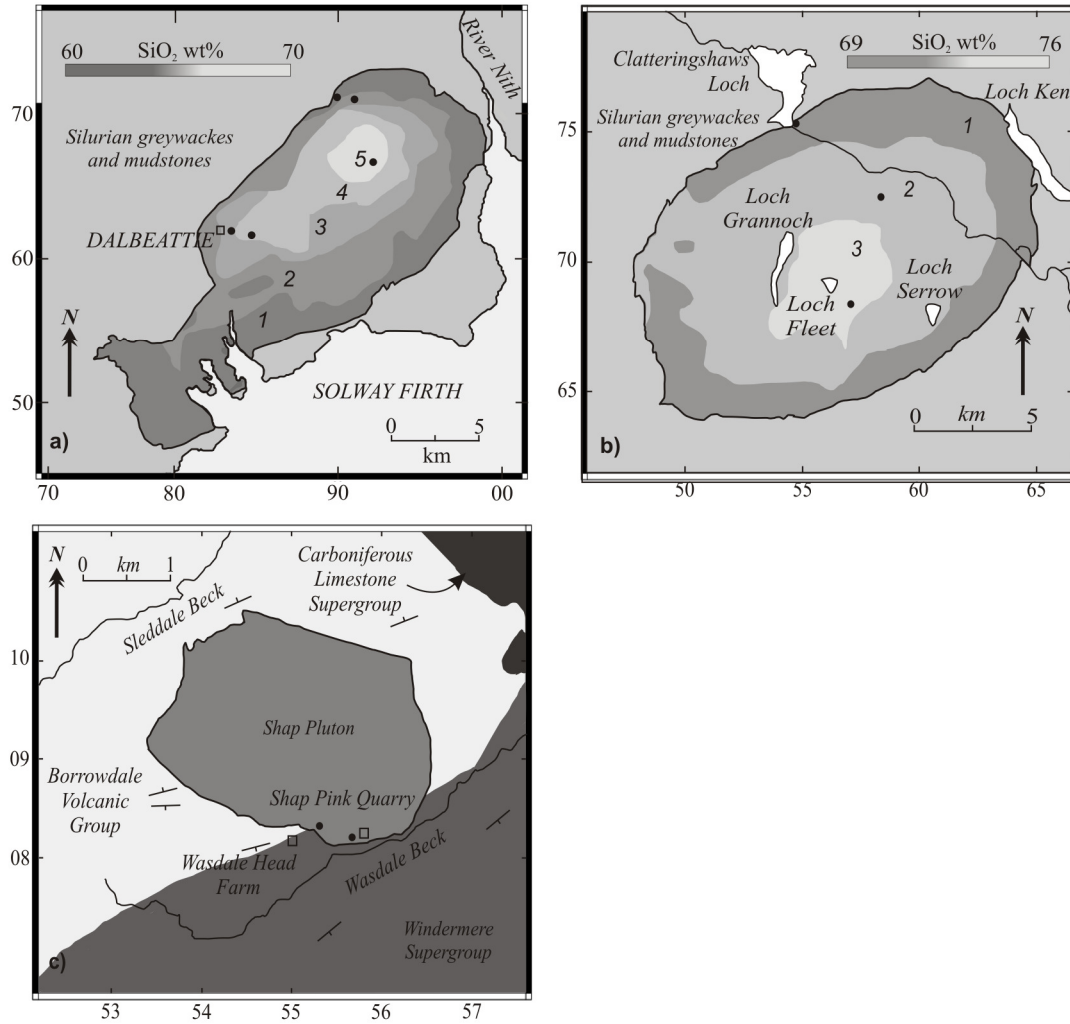 60 SiO₂ wt% 70
River Nith
70
Silurian greywackes
and mudstones
5
4
DALBEATTIE
3
2
60
1
N
50
SOLWAY FIRTH
0 5
km
a)
70 80 90 00
69 SiO₂ wt% 76
Clatteringshaws
Loch
Loch Ken
75
Silurian greywackes
and mudstones
1
2
Loch
Grannoch
70
3
Loch
Serrow
Loch
Fleet
N
65
0 km 5
b)
50 55 60 65
N
0 km 1
Carboniferous
Limestone
Supergroup
Sleddale Beck
10
Shap Pluton
09
Borrowdale
Volcanic
Group
Shap Pink Quarry
08
Wasdale Head
Farm
Wasdale Beck
Windermere
Supergroup
c)
53 54 55 56 57